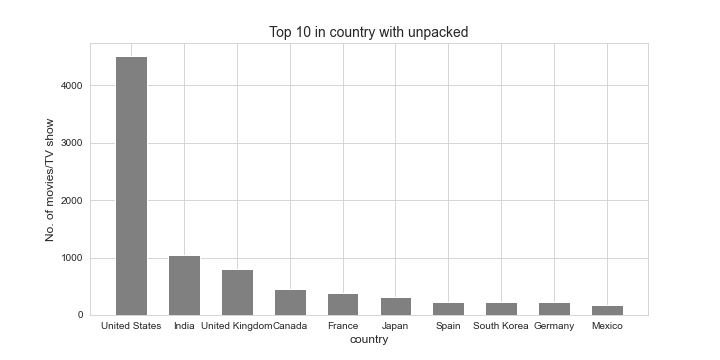 Top 10 in country with unpacked
No. of movies/TV show
4000
3000
2000
1000
0
United States India United Kingdom Canada France Japan Spain South Korea Germany Mexico
country